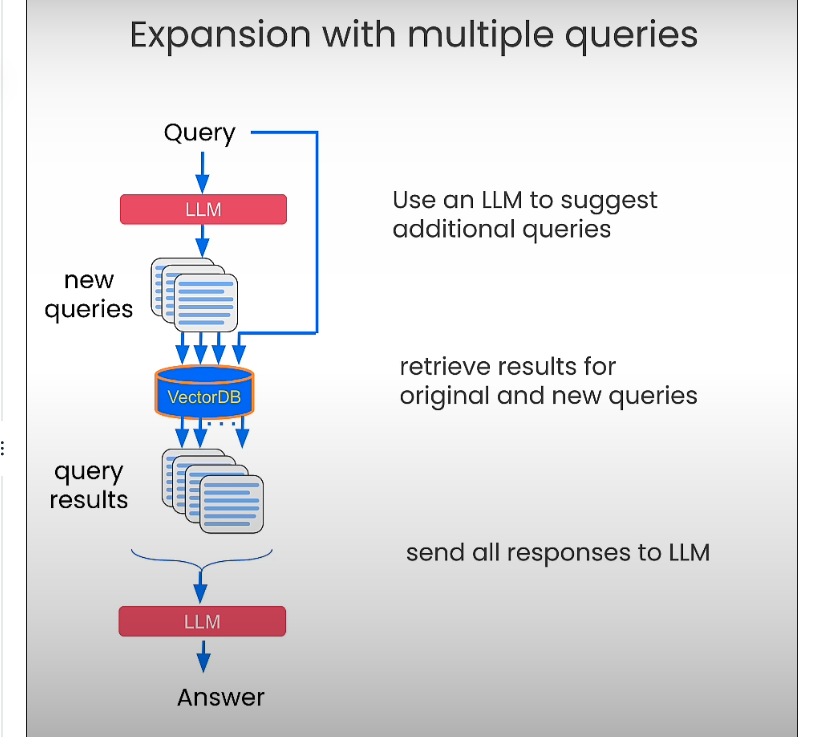 Expansion with multiple queries
Query
LLM
Use an LLM to suggest
additional queries
new
queries
VectorDB
retrieve results for
original and new queries
query
results
send all responses to LLM
LLM
Answer